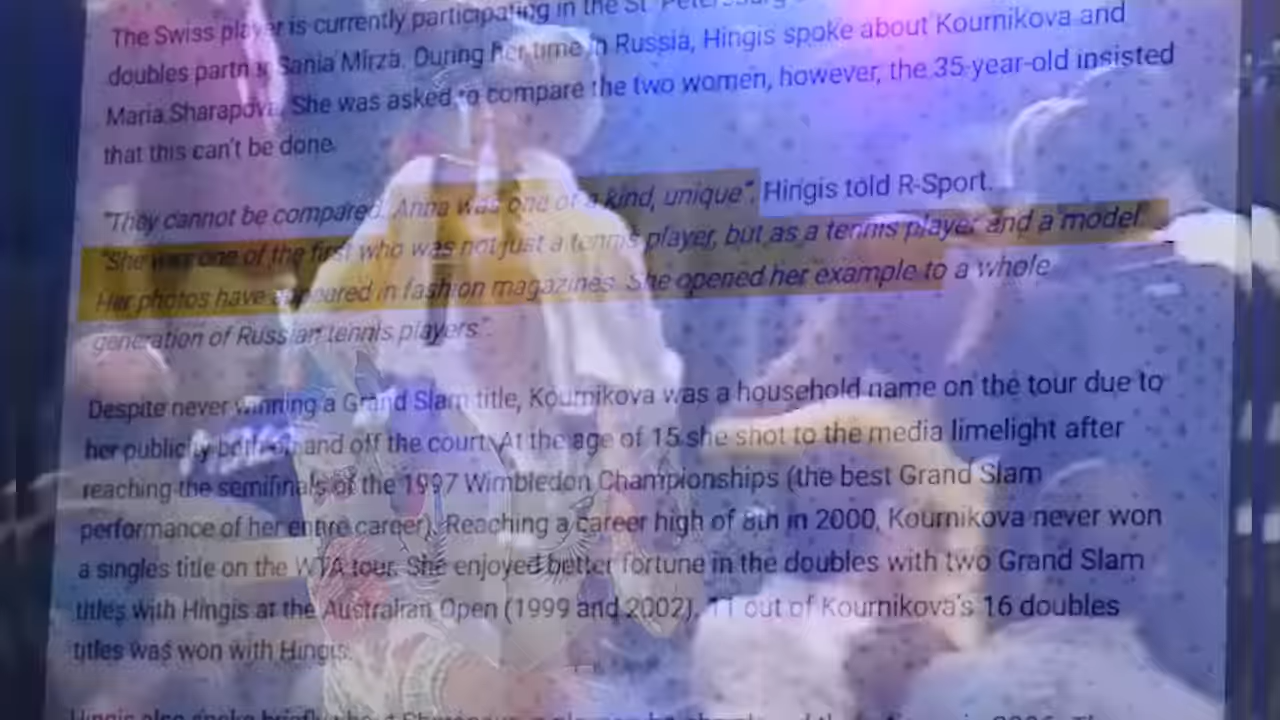 The Swiss player is currently participating in the St
doubles partn Sania Mirza. During her time in Russia, Hingis spoke about Kournikova and
Maria Sharapova. She was asked to compare the two women, however, the 35-year-old insisted
that this can't be done.
"They cannot be compared. Anna was one of a kind, unique", Hingis told R-Sport.
"She was one of the first who was not just a tennis player, but as a tennis player and a model.
Her photos have appeared in fashion magazines. She opened her example to a whole
generation of Russian tennis players."
Despite never winning a Grand Slam title, Kournikova was a household name on the tour due to
her publicity both on and off the court. At the age of 15 she shot to the media limelight after
reaching the semifinals of the 1997 Wimbledon Championships (the best Grand Slam
performance of her entire career). Reaching a career high of 8th in 2000, Kournikova never won
a singles title on the WTA tour. She enjoyed better fortune in the doubles with two Grand Slam
titles with Hingis at the Australian Open (1999 and 2002). 11 out of Kournikova's 16 doubles
titles was won with Hingis.
Hingis also spoke